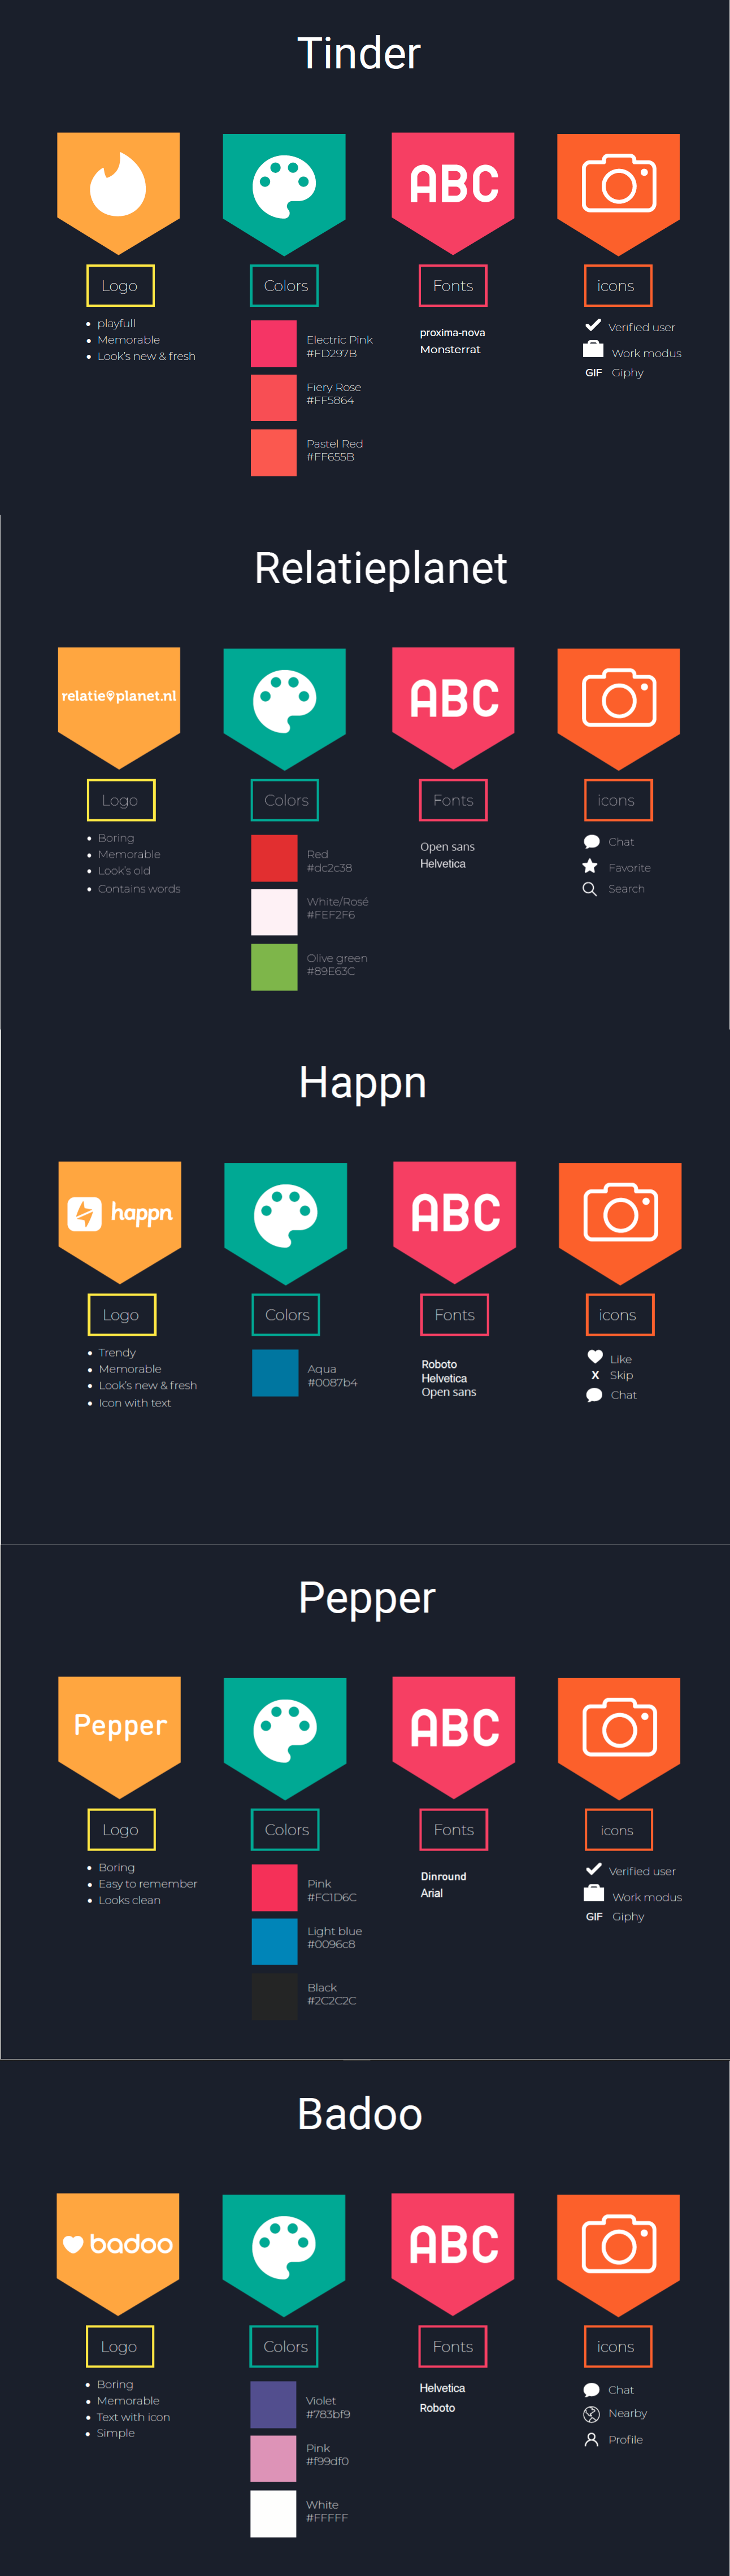 Tinder
ABC
Logo
Colors
Fonts
icons
playfull
Memorable
Look's new & fresh
Electric Pink
#FD297B
Fiery Rose
#FF5864
Pastel Red
#FF655B
proxima-nova
Monsterrat
Verified user
Work modus
GIF Giphy
Relatieplanet
relatie planet.nl
ABC
Logo
Colors
Fonts
icons
Boring
Memorable
Look's old
Contains words
Red
#dc2c38
White/Rosé
#FEF2F6
Olive green
#89E63C
Open sans
Helvetica
Chat
Favorite
Search
Happn
happn
ABC
Logo
Colors
Fonts
icons
Trendy
Memorable
Look's new & fresh
Icon with text
Aqua
#0087b4
Roboto
Helvetica
Open sans
Like
X Skip
Chat
Pepper
Pepper
ABC
Logo
Colors
Fonts
icons
Boring
Easy to remember
Looks clean
Pink
#FC1D6C
Light blue
#0096c8
Black
#2C2C2C
Dinround
Arial
Verified user
Work modus
GIF Giphy
Badoo
badoo
ABC
Logo
Colors
Fonts
icons
Boring
Memorable
Text with icon
Simple
Violet
#783bf9
Pink
#f99df0
White
#FFFFF
Helvetica
Roboto
Chat
Nearby
Profile